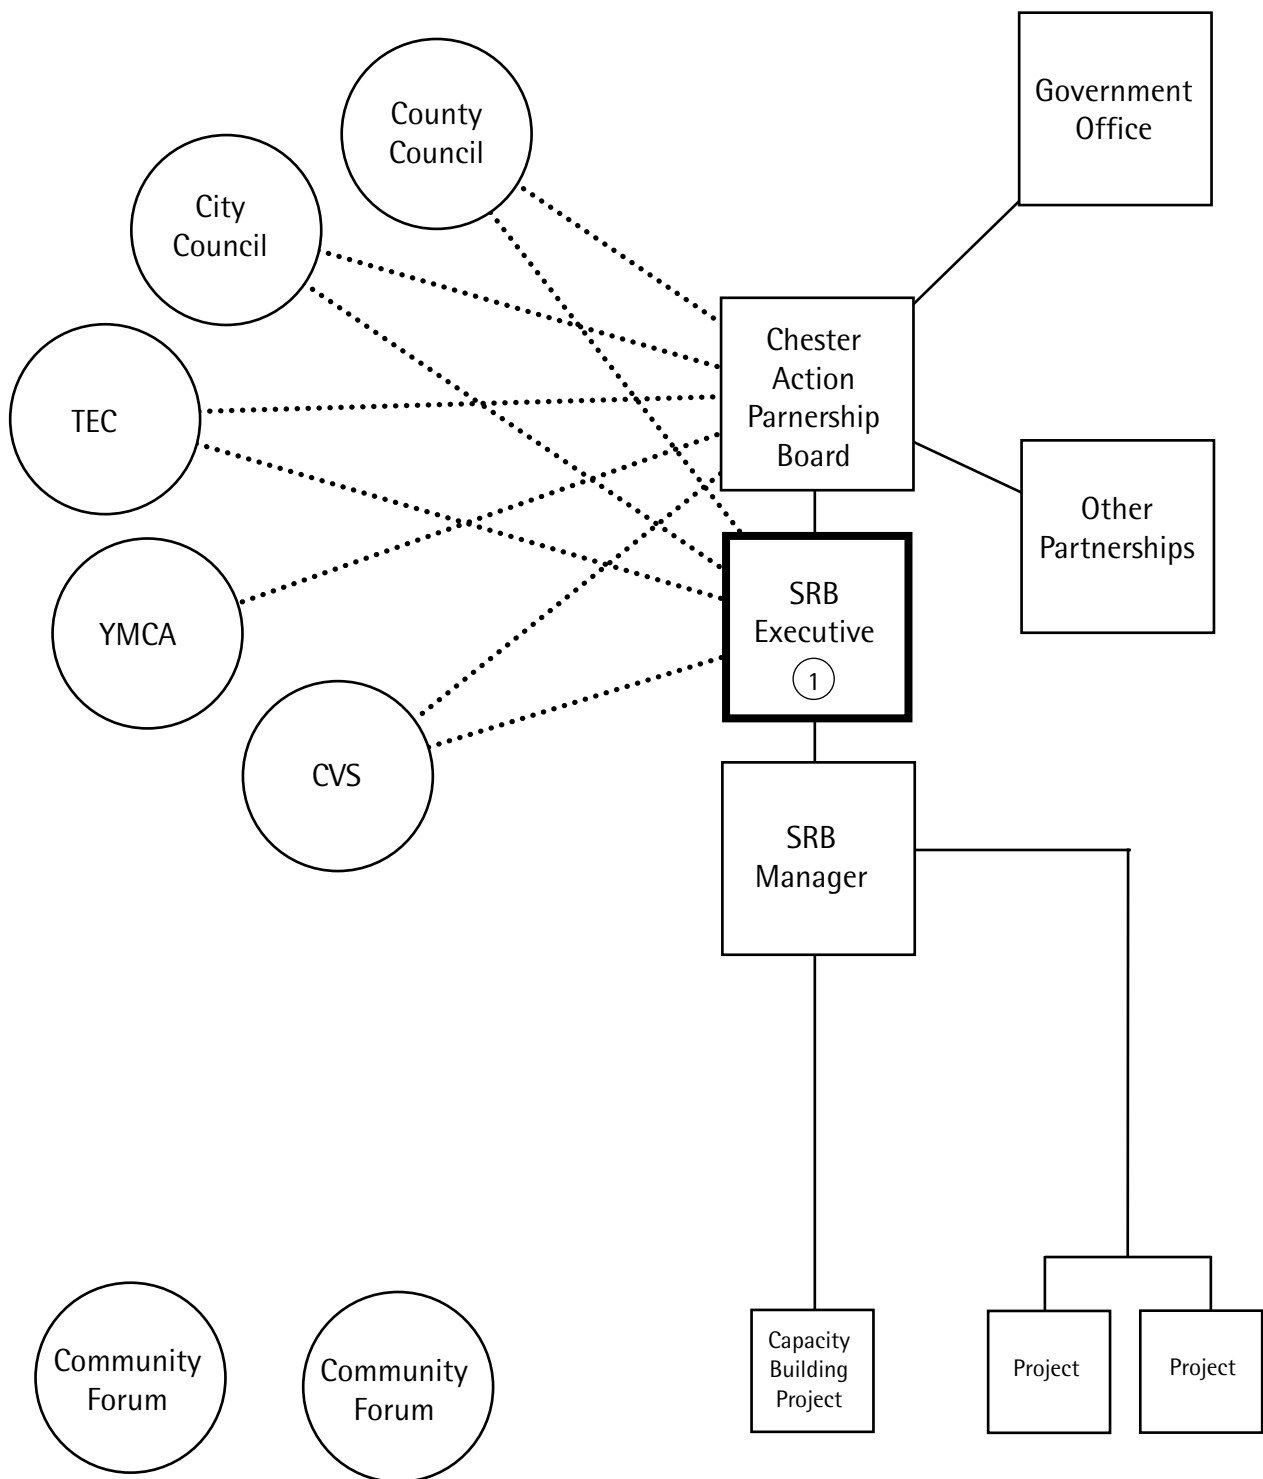 County
Council
City
Council
TEC
YMCA
CVS
Government
Office
Chester
Action
Parnership
Board
Other
Partnerships
SRB
Executive
1
SRB
Manager
Community
Forum
Community
Forum
Capacity
Building
Project
Project
Project